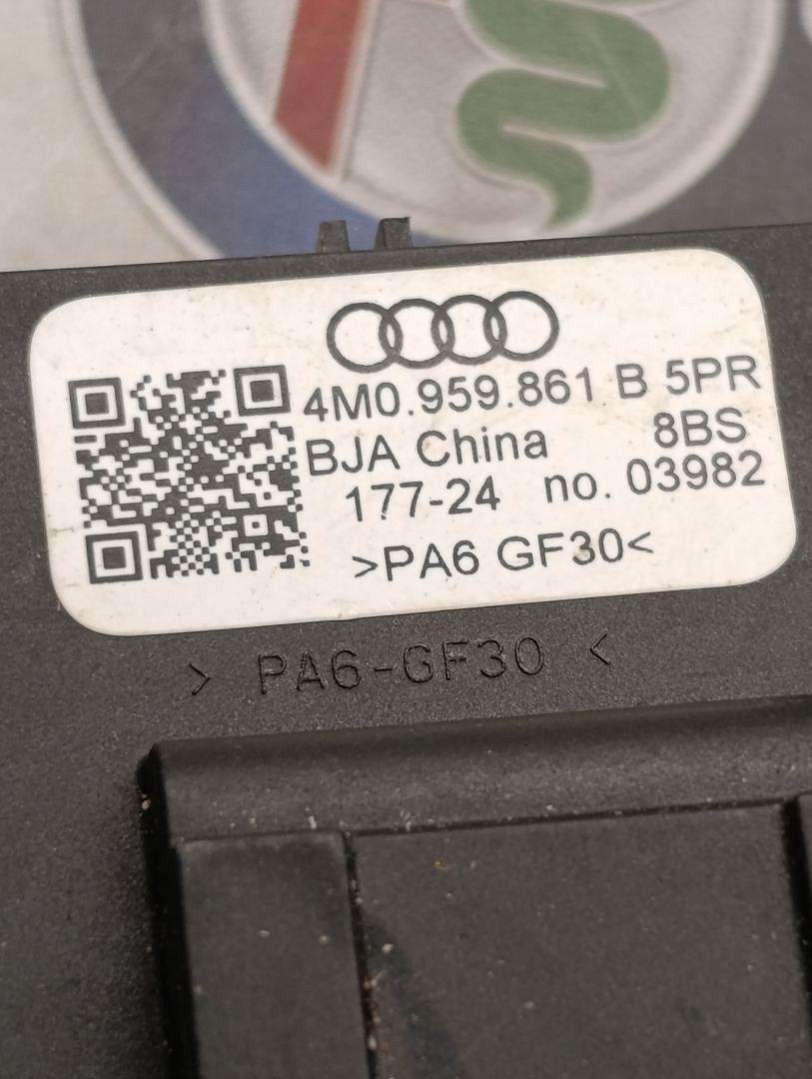 4M0.959.861 B 5PR
BJA China 8BS
177-24 no. 03982
>PA6 GF30<
> PA6-GF30 <